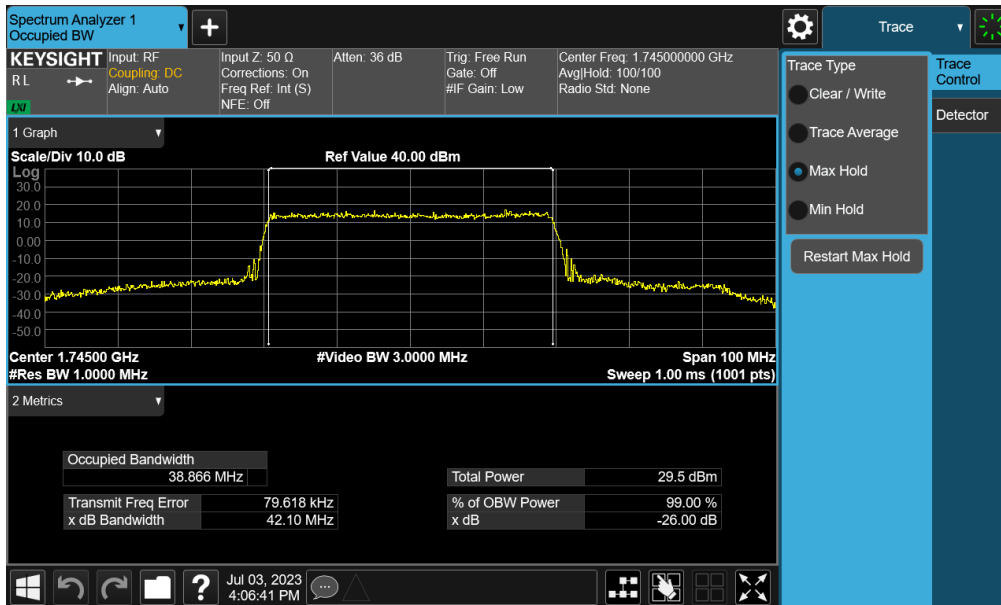 Spectrum Analyzer 1
Occupied BW
+
Trace
KEYSIGHT
R L
LXI
Input: RF
Coupling: DC
Align: Auto
Input Z: 50 Ω
Corrections: On
Freq Ref: Int (S)
NFE: Off
Atten: 36 dB
Trig: Free Run
Gate: Off
#IF Gain: Low
Center Freq: 1.745000000 GHz
Avg|Hold: 100/100
Radio Std: None
Trace Type
Clear / Write
Trace Average
Max Hold
Min Hold
Restart Max Hold
Trace
Control
Detector
1 Graph
Scale/Div 10.0 dB
Ref Value 40.00 dBm
Log
30.0
20.0
10.0
0.00
-10.0
-20.0
-30.0
-40.0
-50.0
Center 1.74500 GHz
#Video BW 3.0000 MHz
Span 100 MHz
#Res BW 1.0000 MHz
Sweep 1.00 ms (1001 pts)
2 Metrics
Occupied Bandwidth
38.866 MHz
Total Power 29.5 dBm
Transmit Freq Error 79.618 kHz
% of OBW Power 99.00 %
x dB Bandwidth 42.10 MHz
x dB -26.00 dB
?
Jul 03, 2023
4:06:41 PM